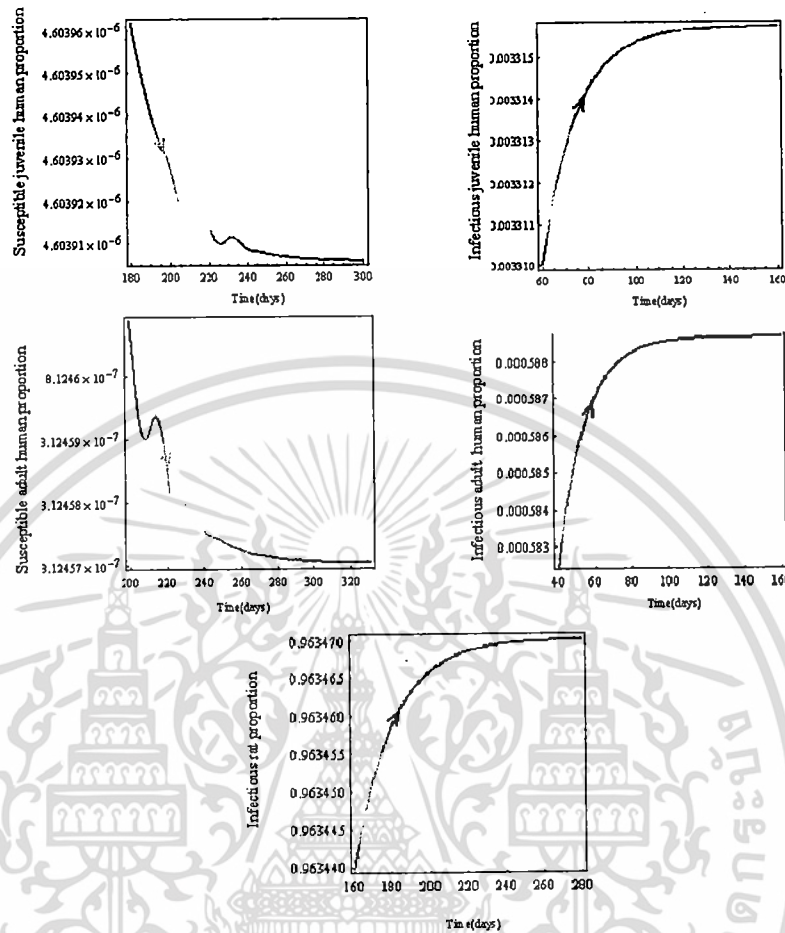 Susceptible juvenile human proportion
4.60396 × 10⁻⁶
4.60395 × 10⁻⁶
4.60394 × 10⁻⁶
4.60393 × 10⁻⁶
4.60392 × 10⁻⁶
4.60391 × 10⁻⁶
180 200 220 240 260 280 300
Time(days)
Infectious juvenile human proportion
0.003315
0.003314
0.003313
0.003312
0.003311
0.003310
60 80 100 120 140 160
Time(days)
Susceptible adult human proportion
8.1246 × 10⁻⁷
3.12459 × 10⁻⁷
3.12458 × 10⁻⁷
3.12457 × 10⁻⁷
200 220 240 260 280 300 320
Time(days)
Infectious adult human proportion
0.000588
0.000587
0.000586
0.000585
0.000584
0.000583
40 60 80 100 120 140 160
Time(days)
Infectious rat proportion
0.963470
0.963465
0.963460
0.963455
0.963450
0.963445
0.963440
160 180 200 220 240 260 280
Time(days)